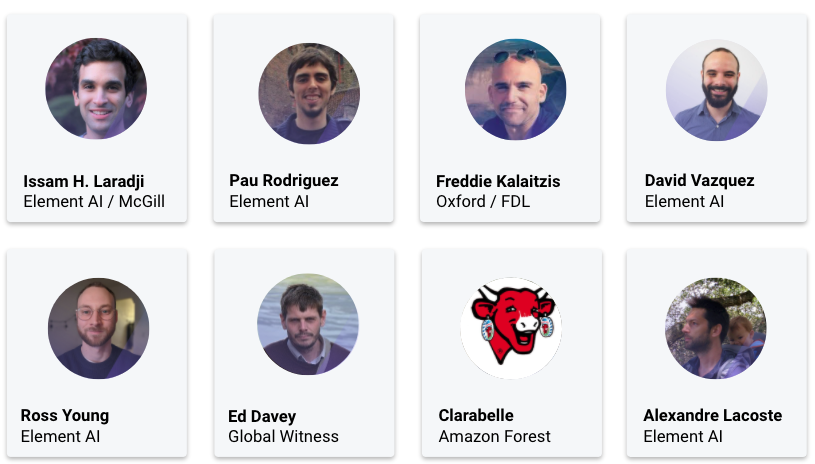 Issam H. Laradji
Element AI / McGill
Pau Rodriguez
Element AI
Freddie Kalaitzis
Oxford / FDL
David Vazquez
Element AI
Ross Young
Element AI
Ed Davey
Global Witness
Clarabelle
Amazon Forest
Alexandre Lacoste
Element AI